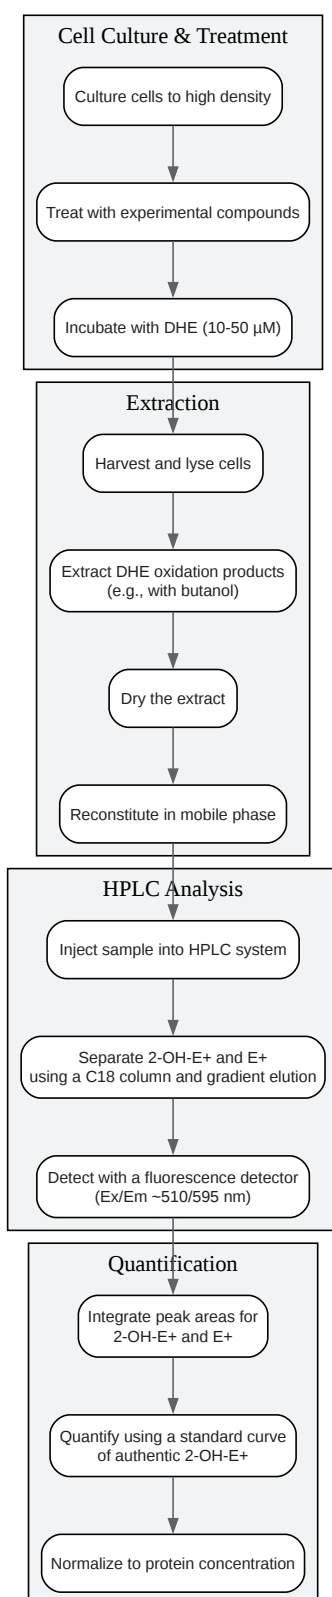 Cell Culture & Treatment
Culture cells to high density
Treat with experimental compounds
Incubate with DHE (10-50 µM)
Extraction
Harvest and lyse cells
Extract DHE oxidation products
(e.g., with butanol)
Dry the extract
Reconstitute in mobile phase
HPLC Analysis
Inject sample into HPLC system
Separate 2-OH-E+ and E+
using a C18 column and gradient elution
Detect with a fluorescence detector
(Ex/Em ~510/595 nm)
Quantification
Integrate peak areas for
2-OH-E+ and E+
Quantify using a standard curve
of authentic 2-OH-E+
Normalize to protein concentration